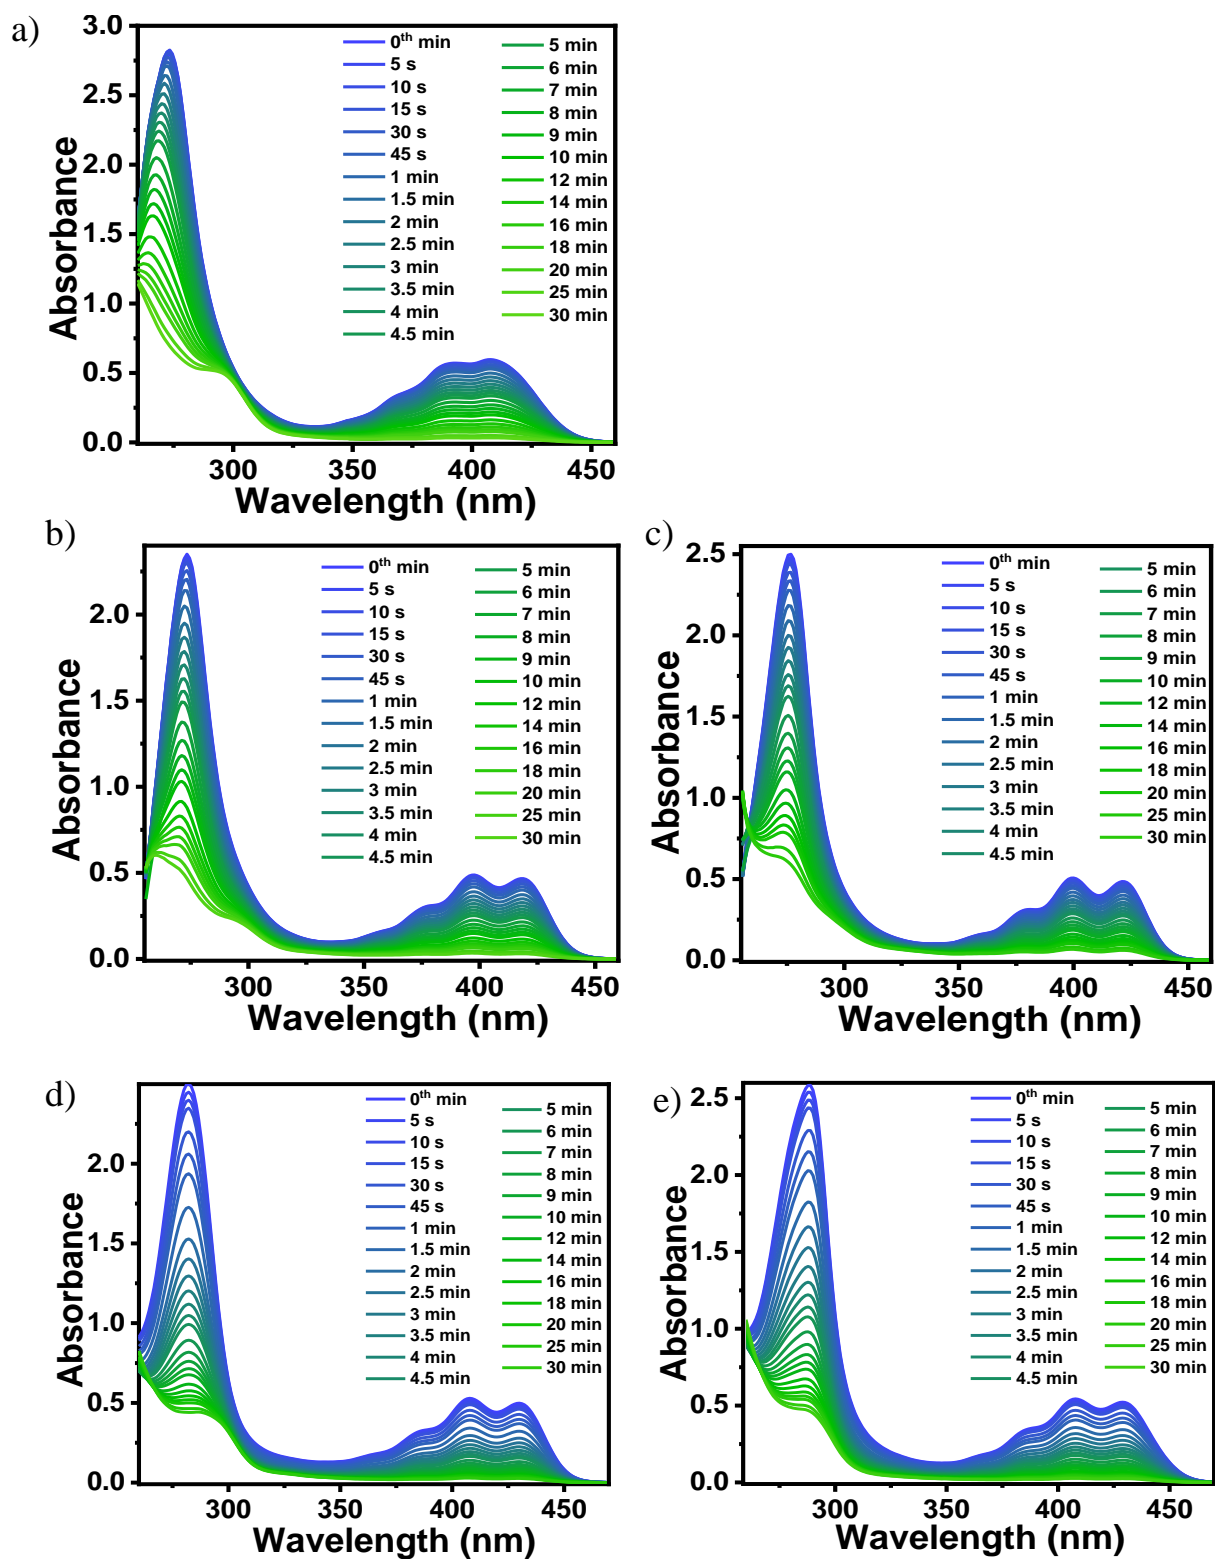 a)
Absorbance
3.0
2.5
2.0
1.5
1.0
0.5
0.0
0th min
5 s
10 s
15 s
30 s
45 s
1 min
1.5 min
2 min
2.5 min
3 min
3.5 min
4 min
4.5 min
5 min
6 min
7 min
8 min
9 min
10 min
12 min
14 min
16 min
18 min
20 min
25 min
30 min
300 350 400 450
Wavelength (nm)
b)
Absorbance
2.0
1.5
1.0
0.5
0.0
0th min
5 s
10 s
15 s
30 s
45 s
1 min
1.5 min
2 min
2.5 min
3 min
3.5 min
4 min
4.5 min
5 min
6 min
7 min
8 min
9 min
10 min
12 min
14 min
16 min
18 min
20 min
25 min
30 min
300 350 400 450
Wavelength (nm)
c)
Absorbance
2.5
2.0
1.5
1.0
0.5
0.0
0th min
5 s
10 s
15 s
30 s
45 s
1 min
1.5 min
2 min
2.5 min
3 min
3.5 min
4 min
4.5 min
5 min
6 min
7 min
8 min
9 min
10 min
12 min
14 min
16 min
18 min
20 min
25 min
30 min
300 350 400 450
Wavelength (nm)
d)
Absorbance
2.0
1.5
1.0
0.5
0.0
0th min
5 s
10 s
15 s
30 s
45 s
1 min
1.5 min
2 min
2.5 min
3 min
3.5 min
4 min
4.5 min
5 min
6 min
7 min
8 min
9 min
10 min
12 min
14 min
16 min
18 min
20 min
25 min
30 min
300 350 400 450
Wavelength (nm)
e)
Absorbance
2.5
2.0
1.5
1.0
0.5
0.0
0th min
5 s
10 s
15 s
30 s
45 s
1 min
1.5 min
2 min
2.5 min
3 min
3.5 min
4 min
4.5 min
5 min
6 min
7 min
8 min
9 min
10 min
12 min
14 min
16 min
18 min
20 min
25 min
30 min
300 350 400 450
Wavelength (nm)